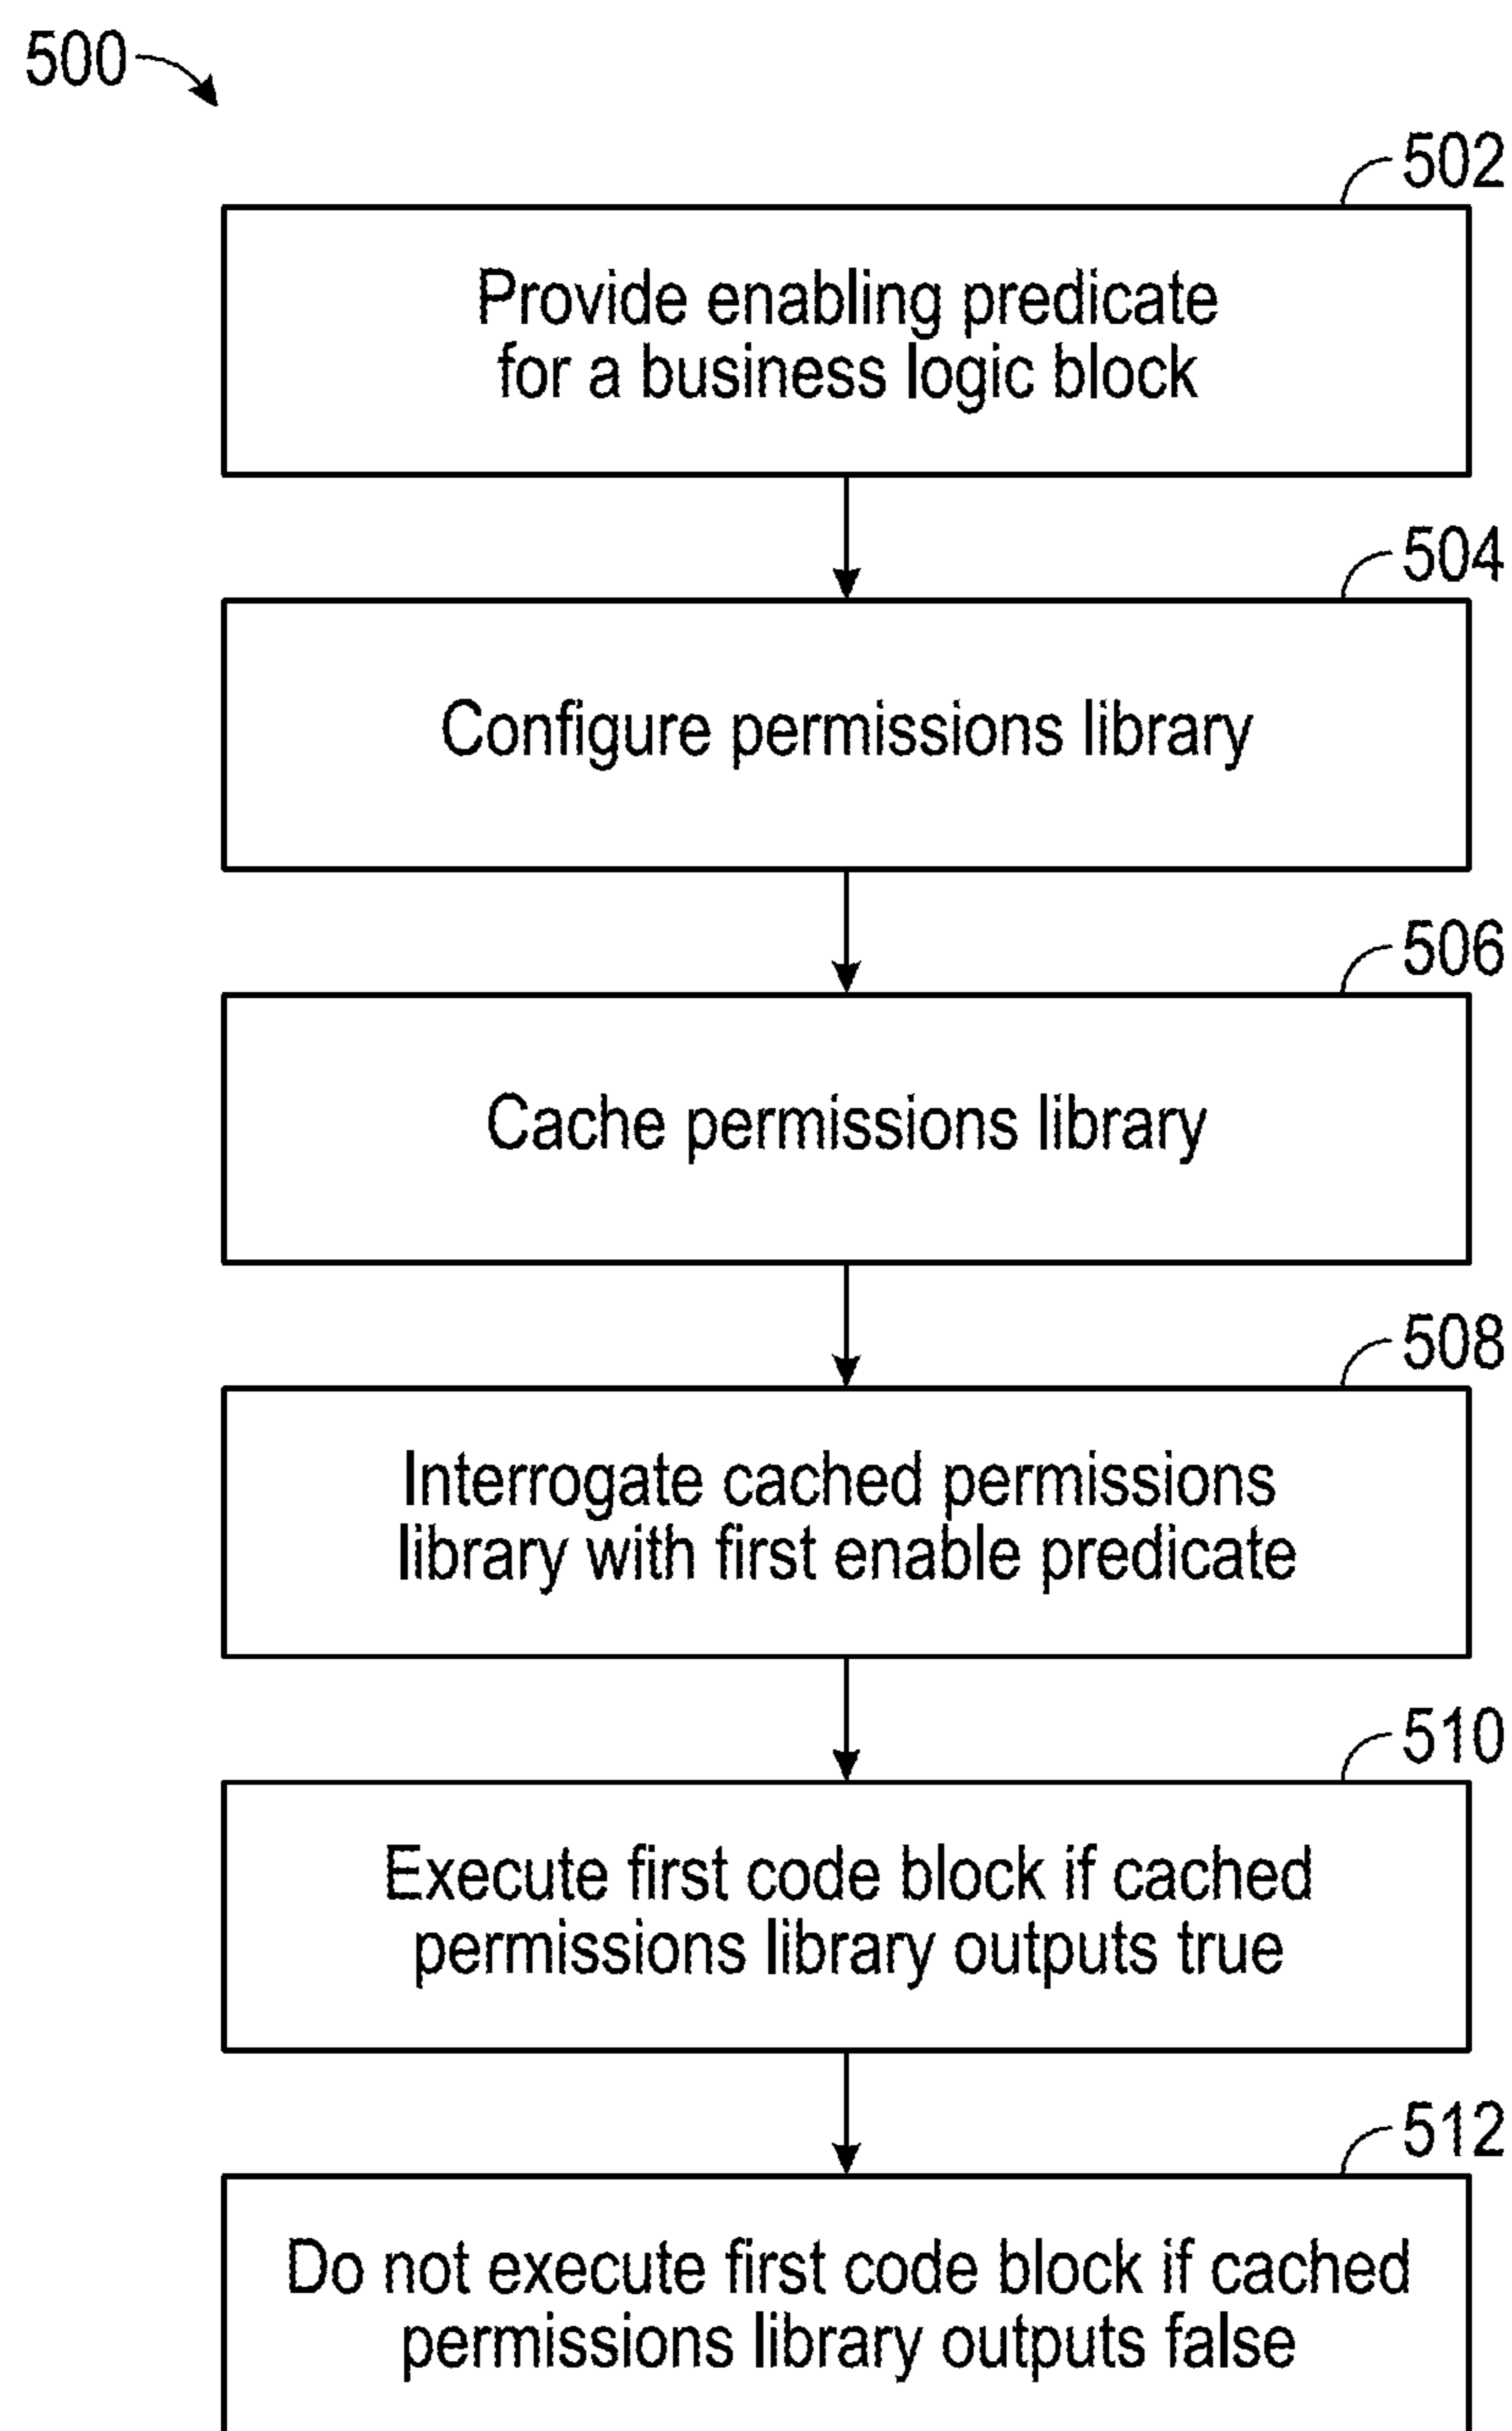 500
502
Provide enabling predicate
for a business logic block
504
Configure permissions library
506
Cache permissions library
508
Interrogate cached permissions
library with first enable predicate
510
Execute first code block if cached
permissions library outputs true
512
Do not execute first code block if cached
permissions library outputs false